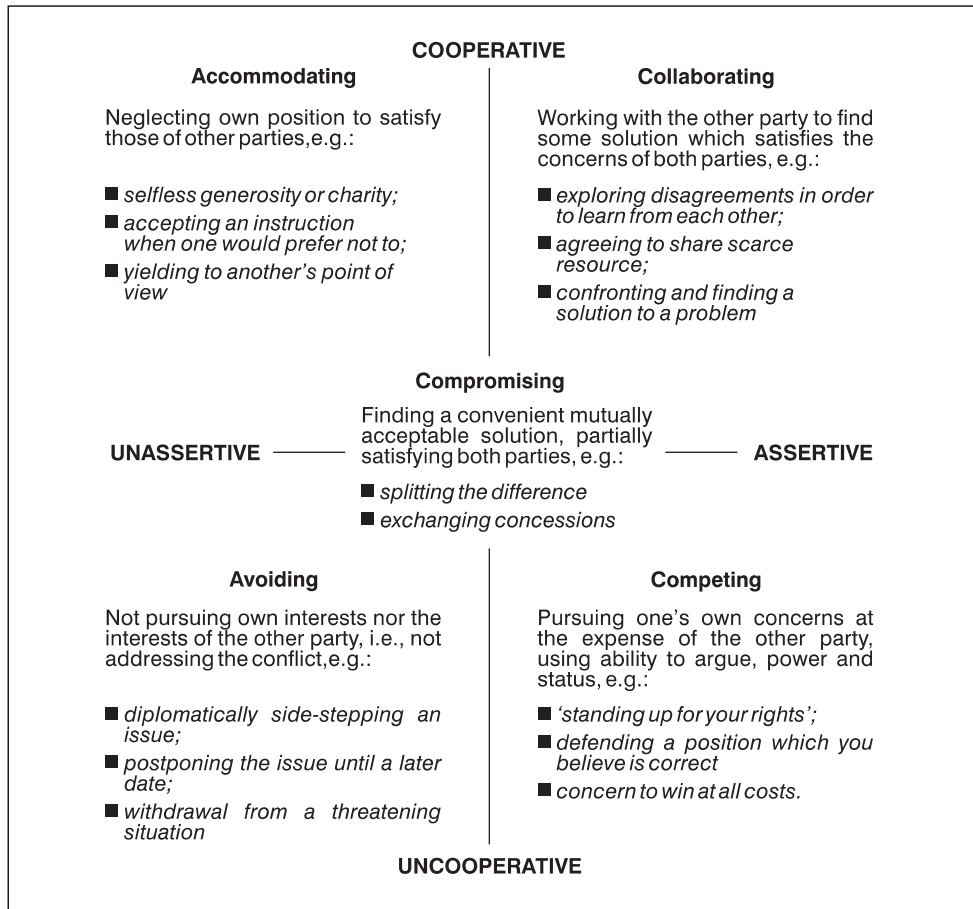 COOPERATIVE
Accommodating
Neglecting own position to satisfy
those of other parties,e.g.:
■ selfless generosity or charity;
■ accepting an instruction
when one would prefer not to;
■ yielding to another's point of
view
Collaborating
Working with the other party to find
some solution which satisfies the
concerns of both parties, e.g.:
■ exploring disagreements in order
to learn from each other;
■ agreeing to share scarce
resource;
■ confronting and finding a
solution to a problem
Compromising
Finding a convenient mutually
acceptable solution, partially
satisfying both parties, e.g.:
■ splitting the difference
■ exchanging concessions
UNASSERTIVE
ASSERTIVE
Avoiding
Not pursuing own interests nor the
interests of the other party, i.e., not
addressing the conflict,e.g.:
■ diplomatically side-stepping an
issue;
■ postponing the issue until a later
date;
■ withdrawal from a threatening
situation
Competing
Pursuing one's own concerns at
the expense of the other party,
using ability to argue, power and
status, e.g.:
■ 'standing up for your rights';
■ defending a position which you
believe is correct
■ concern to win at all costs.
UNCOOPERATIVE